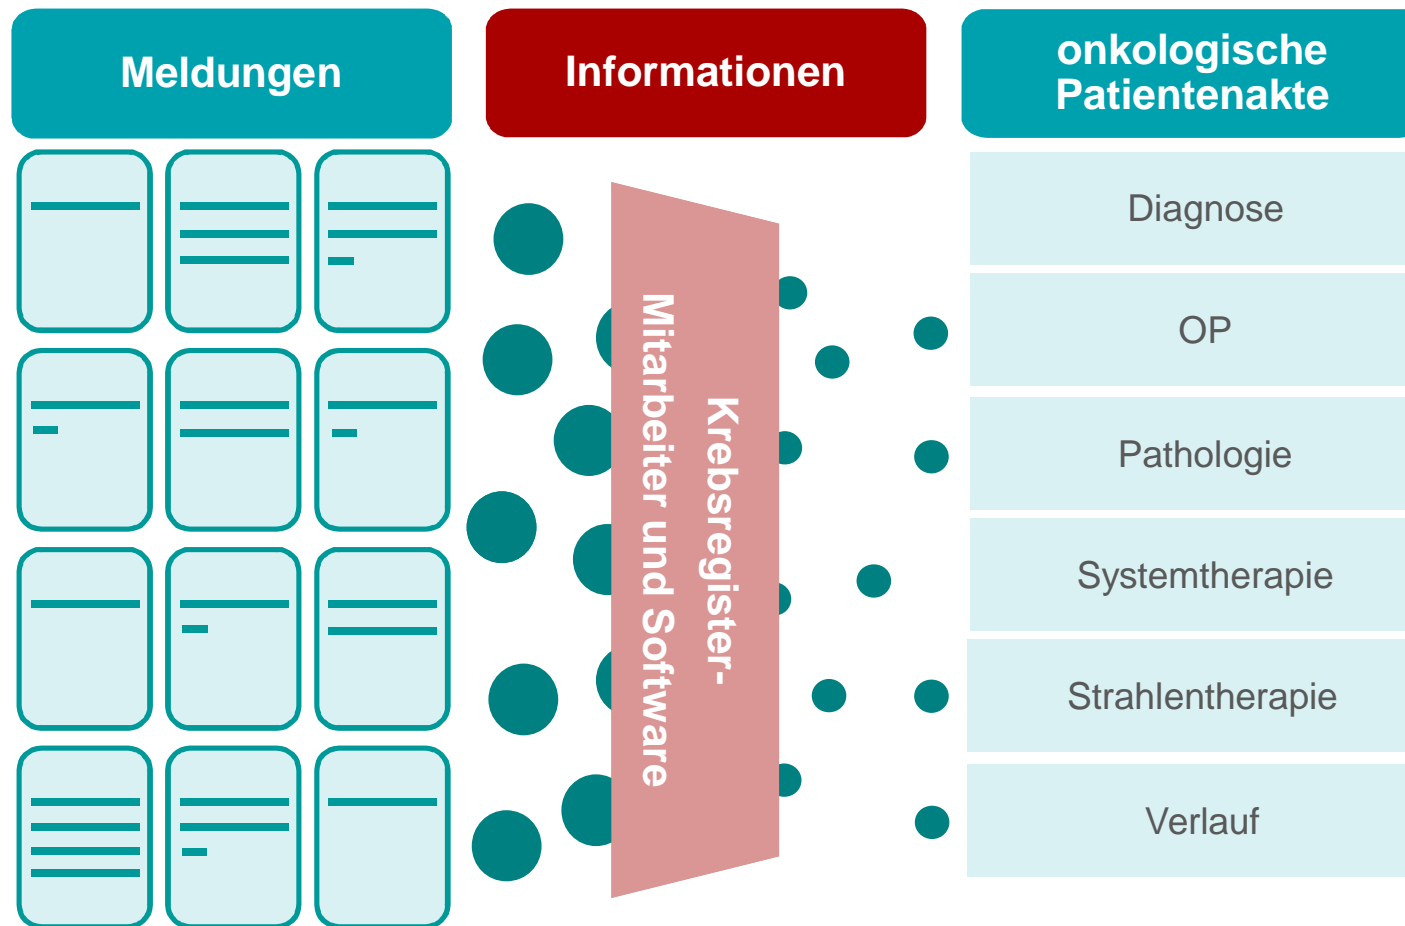 Meldungen
Informationen
onkologische
Patientenakte
Krebsregister-
Mitarbeiter und Software
Diagnose
OP
Pathologie
Systemtherapie
Strahlentherapie
Verlauf